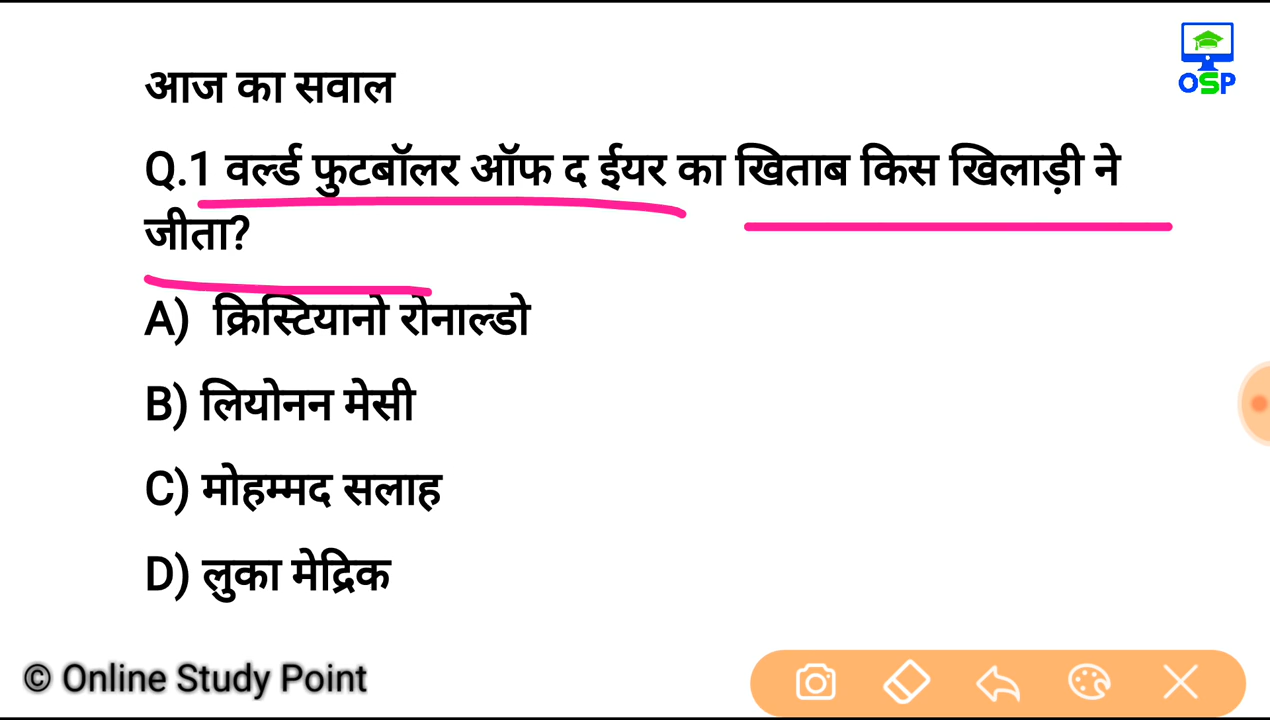 OSP
आज का सवाल
Q.1 वर्ल्ड फुटबॉलर ऑफ द ईयर का खिताब किस खिलाड़ी ने
जीता?
A) क्रिस्टियानो रोनाल्डो
B) लियोनन मेसी
C) मोहम्मद सलाह
D) लुका मेद्रिक
© Online Study Point